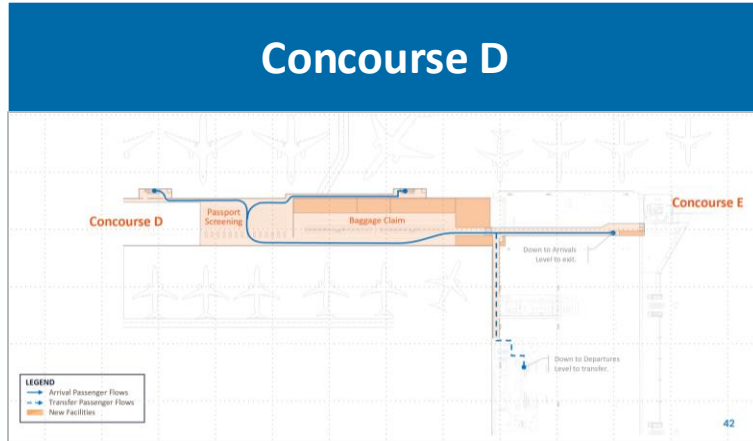 Concourse D
Concourse D
Passport
Screening
Baggage Claim
Concourse E
Down to Arrivals
Level to exit.
Down to Departures
Level to transfer.
LEGEND
Arrival Passenger Flows
Transfer Passenger Flows
New Facilities
42